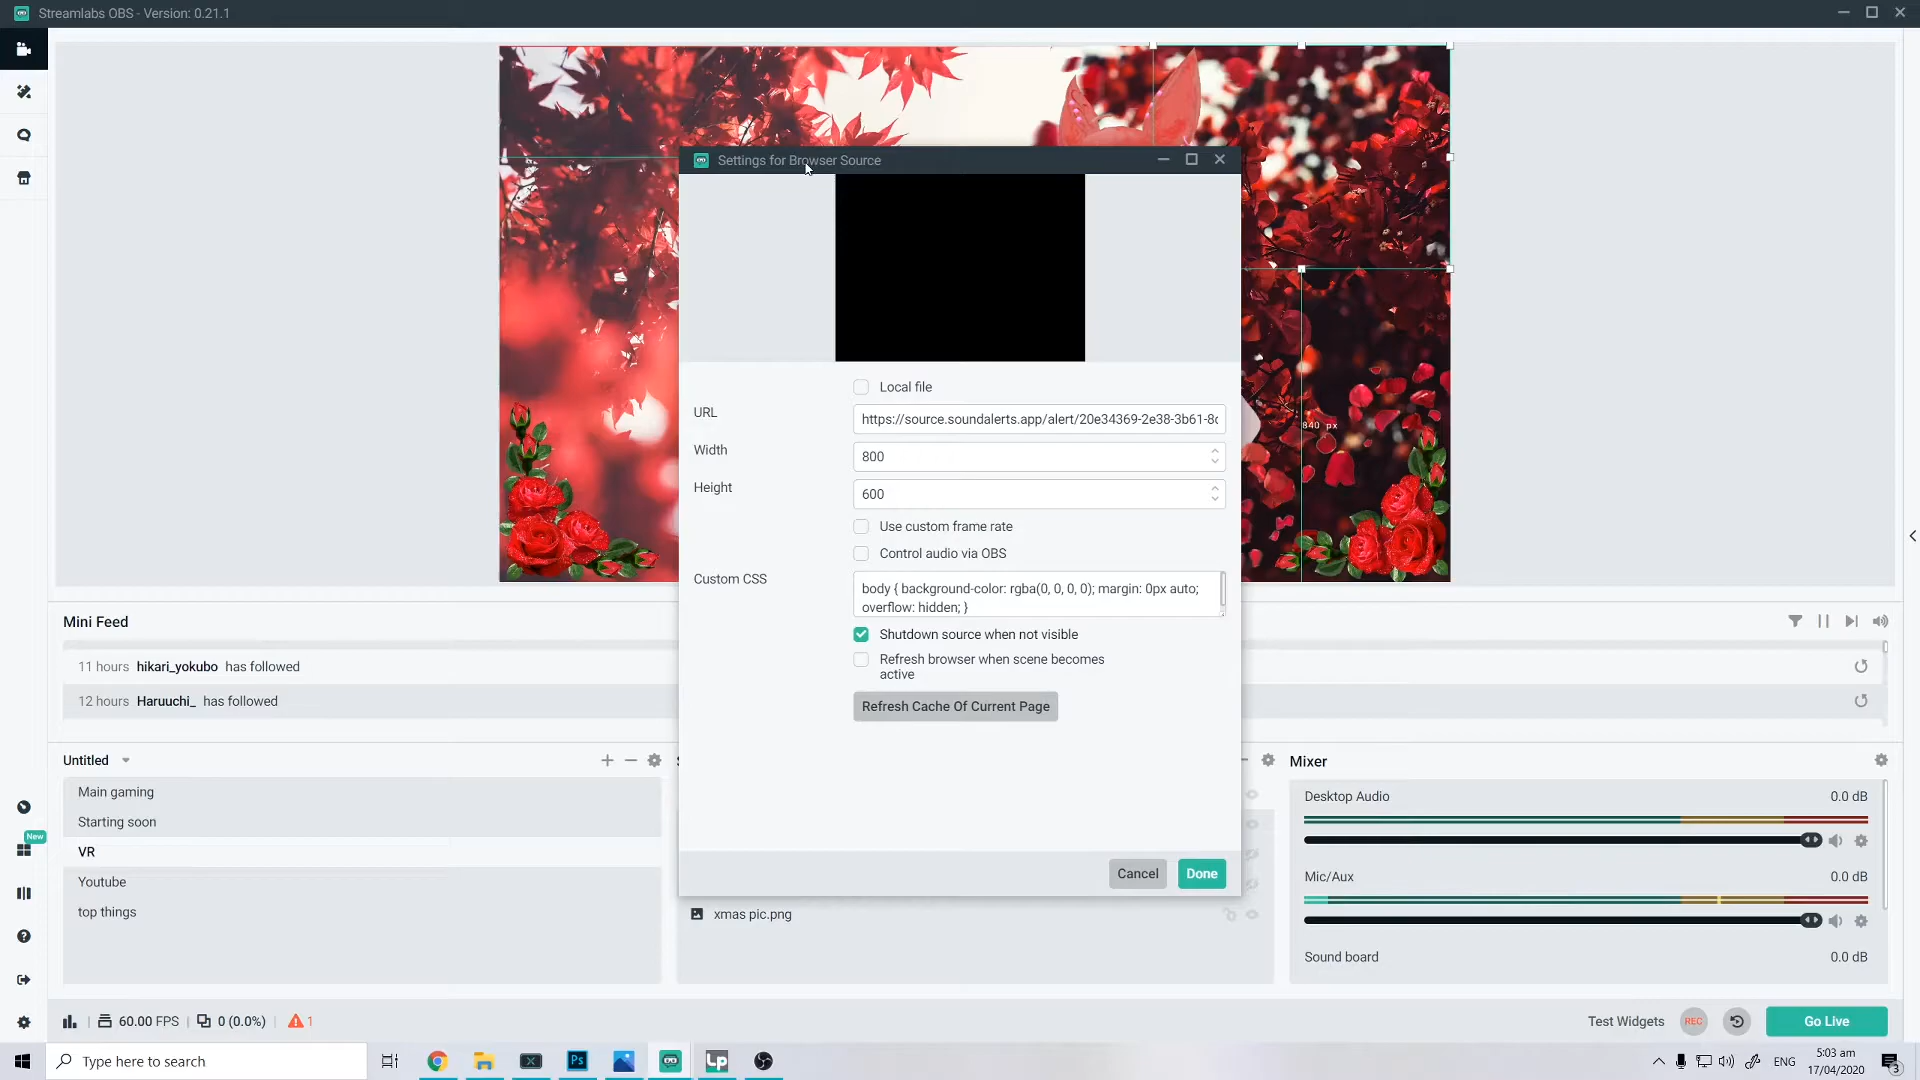 Streamlabs OBS - Version: 0.21.1
Settings for Browser Source
Local file
URL
https://source.soundalerts.app/alert/20e34369-2e38-3b61-8
Width
800
Height
600
Use custom frame rate
Control audio via OBS
Custom CSS
body { background-color: rgba(0, 0, 0, 0); margin: 0px auto;
overflow: hidden; }
Shutdown source when not visible
Refresh browser when scene becomes
active
Refresh Cache Of Current Page
Cancel
Done
840 px
Mini Feed
11 hours hikari_yokubo has followed
12 hours Haruuchi_ has followed
Untitled
Main gaming
Starting soon
VR
Youtube
top things
xmas pic.png
Mixer
Desktop Audio 0.0 dB
Mic/Aux 0.0 dB
Sound board 0.0 dB
New
60.00 FPS
0 (0.0%)
1
Test Widgets
REC
Go Live
Type here to search
Ps
Lp
ENG
5:03 am
17/04/2020
3